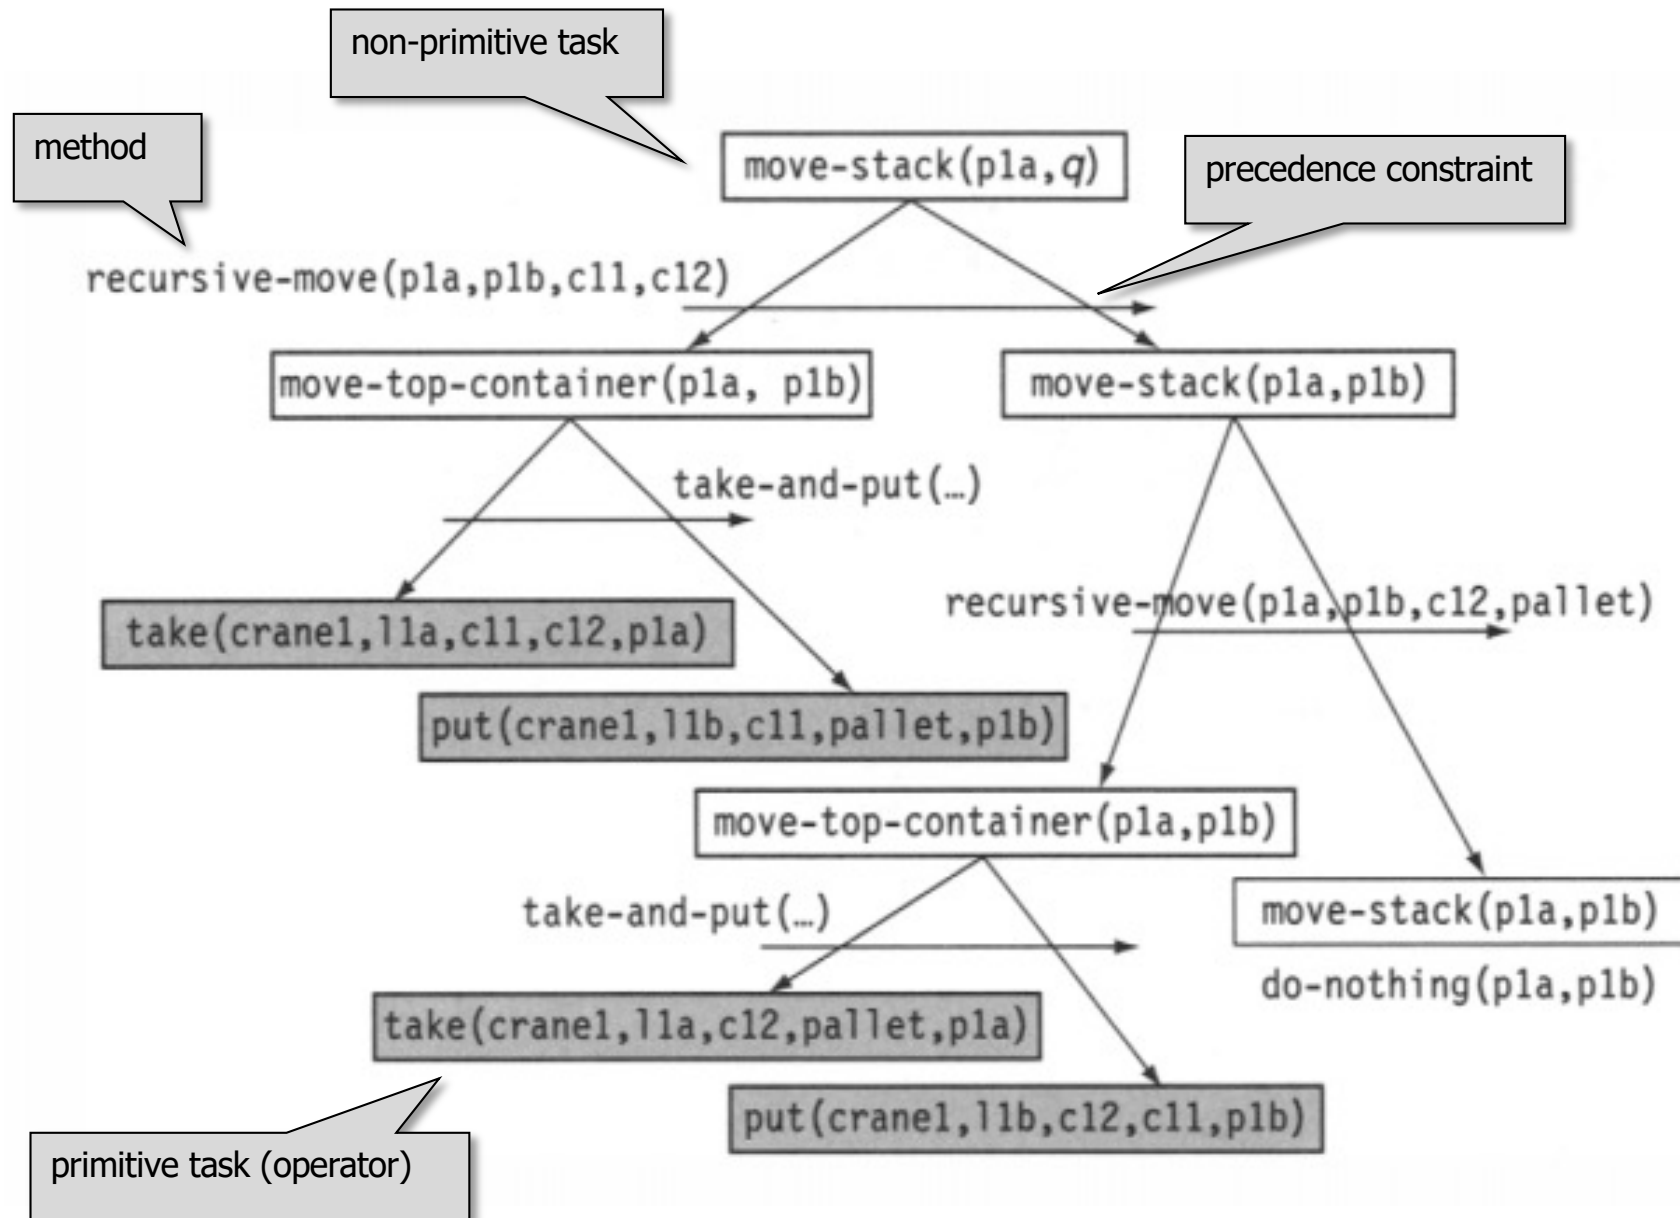 non-primitive task
method
move-stack(p1a,q)
precedence constraint
recursive-move(p1a,p1b,c11,c12)
move-top-container(p1a, p1b)
move-stack(p1a,p1b)
take-and-put(…)
recursive-move(p1a,p1b,c12,pallet)
take(crane1,l1a,c11,c12,p1a)
put(crane1,l1b,c11,pallet,p1b)
move-top-container(p1a,p1b)
take-and-put(…)
move-stack(p1a,p1b)
do-nothing(p1a,p1b)
take(crane1,l1a,c12,pallet,p1a)
put(crane1,l1b,c12,c11,p1b)
primitive task (operator)